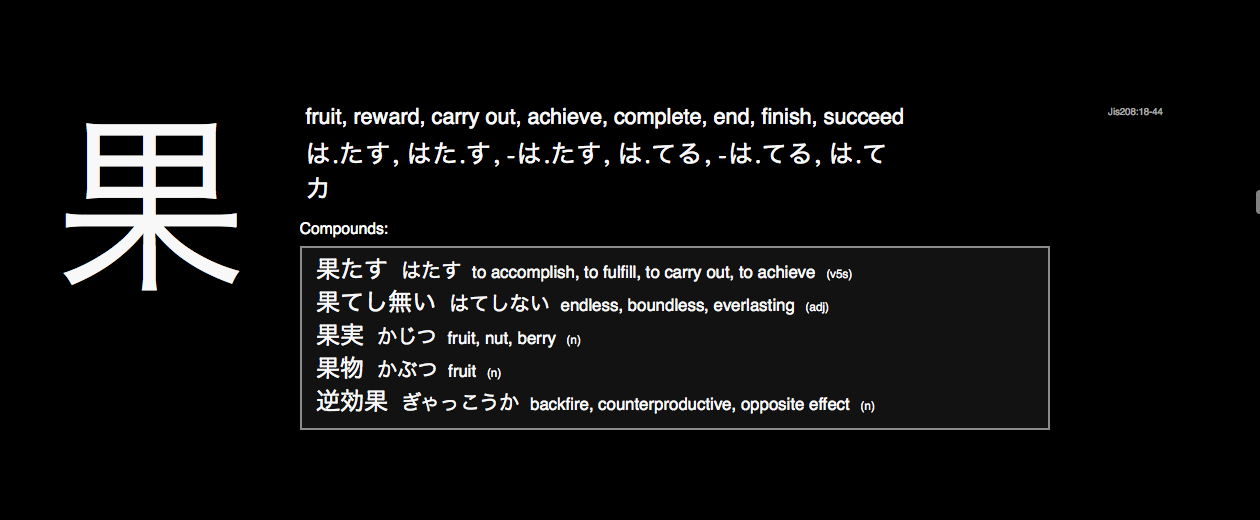 果
fruit, reward, carry out, achieve, complete, end, finish, succeed
Jis208:18-44
は.たす, はた.す, -は.たす, は.てる, -は.てる, は.て
カ
Compounds:
果たす はたす to accomplish, to fulfill, to carry out, to achieve (v5s)
果てし無い はてしない endless, boundless, everlasting (adj)
果実 かじつ fruit, nut, berry (n)
果物 かぶつ fruit (n)
逆効果 ぎゃっこうか backfire, counterproductive, opposite effect (n)